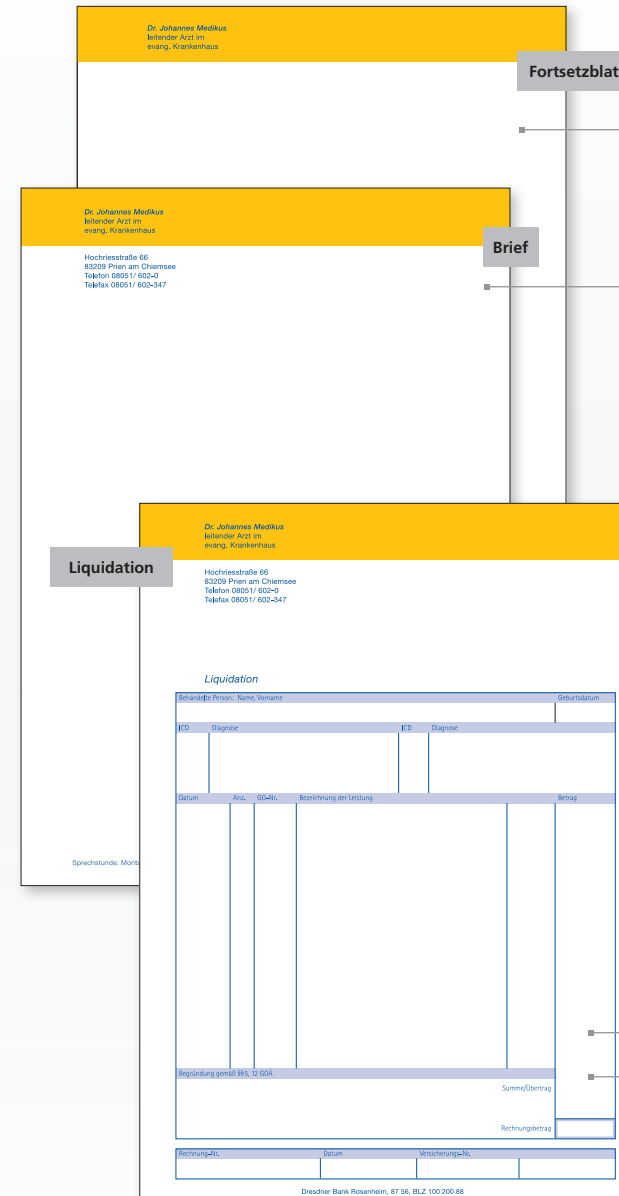 Dr. Johannes Medikus
leitender Arzt im
evang. Krankenhaus
Fortsetzblat
Dr. Johannes Medikus
leitender Arzt im
evang. Krankenhaus
Brief
Hochriesstraße 66
83209 Prien am Chiemsee
Telefon 08051/ 602-0
Telefax 08051/ 602-347
Dr. Johannes Medikus
leitender Arzt im
evang. Krankenhaus
Liquidation
Hochriesstraße 66
83209 Prien am Chiemsee
Telefon 08051/ 602-0
Telefax 08051/ 602-347
Liquidation
Behandelte Person: Name, Vorname Geburtsdatum
ICD Diagnose ICD Diagnose
Datum Anz. GO-Nr. Bezeichnung der Leistung Betrag
Sprechstunde: Monta
Begründung gemäß §§ 5, 12 GOÄ
Summe/Übertrag
Rechnungsbetrag
Rechnung-Nr. Datum Versicherungs-Nr.
Dresdner Bank Rosenheim, 87 56, BLZ 100 200 88